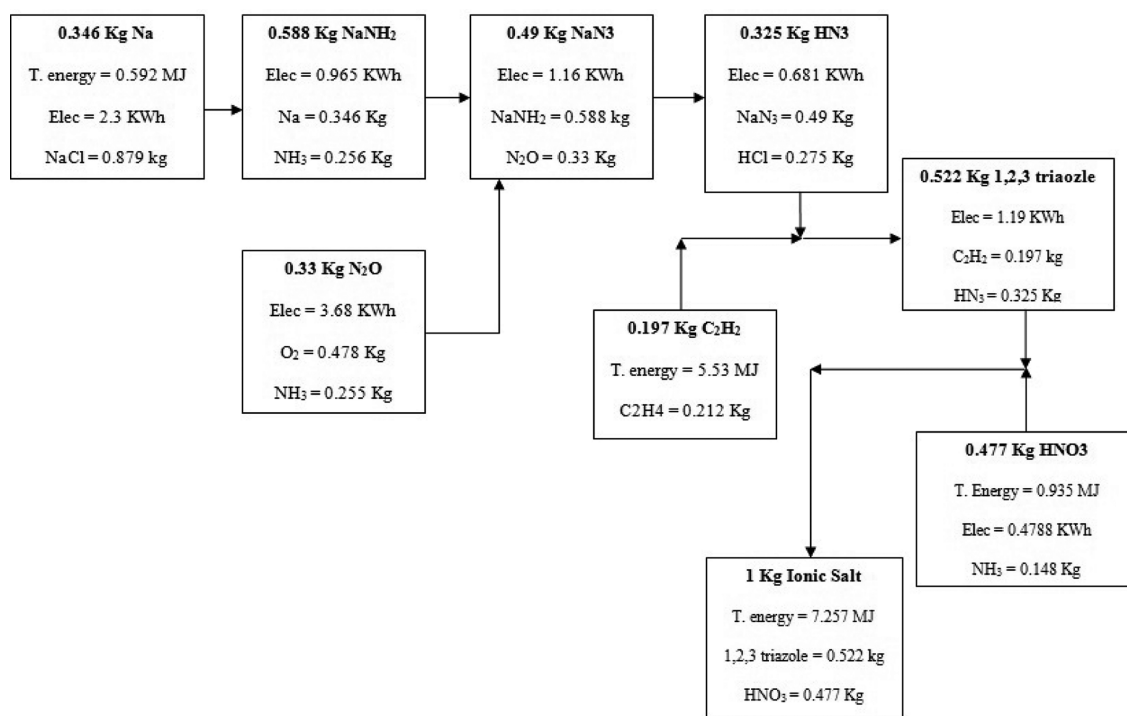 0.346 Kg Na
T. energy = 0.592 MJ
Elec = 2.3 KWh
NaCl = 0.879 kg
0.588 Kg NaNH₂
Elec = 0.965 KWh
Na = 0.346 Kg
NH₃ = 0.256 Kg
0.49 Kg NaN3
Elec = 1.16 KWh
NaNH₂ = 0.588 kg
N₂O = 0.33 Kg
0.325 Kg HN3
Elec = 0.681 KWh
NaN₃ = 0.49 Kg
HCl = 0.275 Kg
0.522 Kg 1,2,3 triaozle
Elec = 1.19 KWh
C₂H₂ = 0.197 kg
HN₃ = 0.325 Kg
0.33 Kg N₂O
Elec = 3.68 KWh
O₂ = 0.478 Kg
NH₃ = 0.255 Kg
0.197 Kg C₂H₂
T. energy = 5.53 MJ
C2H4 = 0.212 Kg
0.477 Kg HNO3
T. Energy = 0.935 MJ
Elec = 0.4788 KWh
NH₃ = 0.148 Kg
1 Kg Ionic Salt
T. energy = 7.257 MJ
1,2,3 triazole = 0.522 kg
HNO₃ = 0.477 Kg